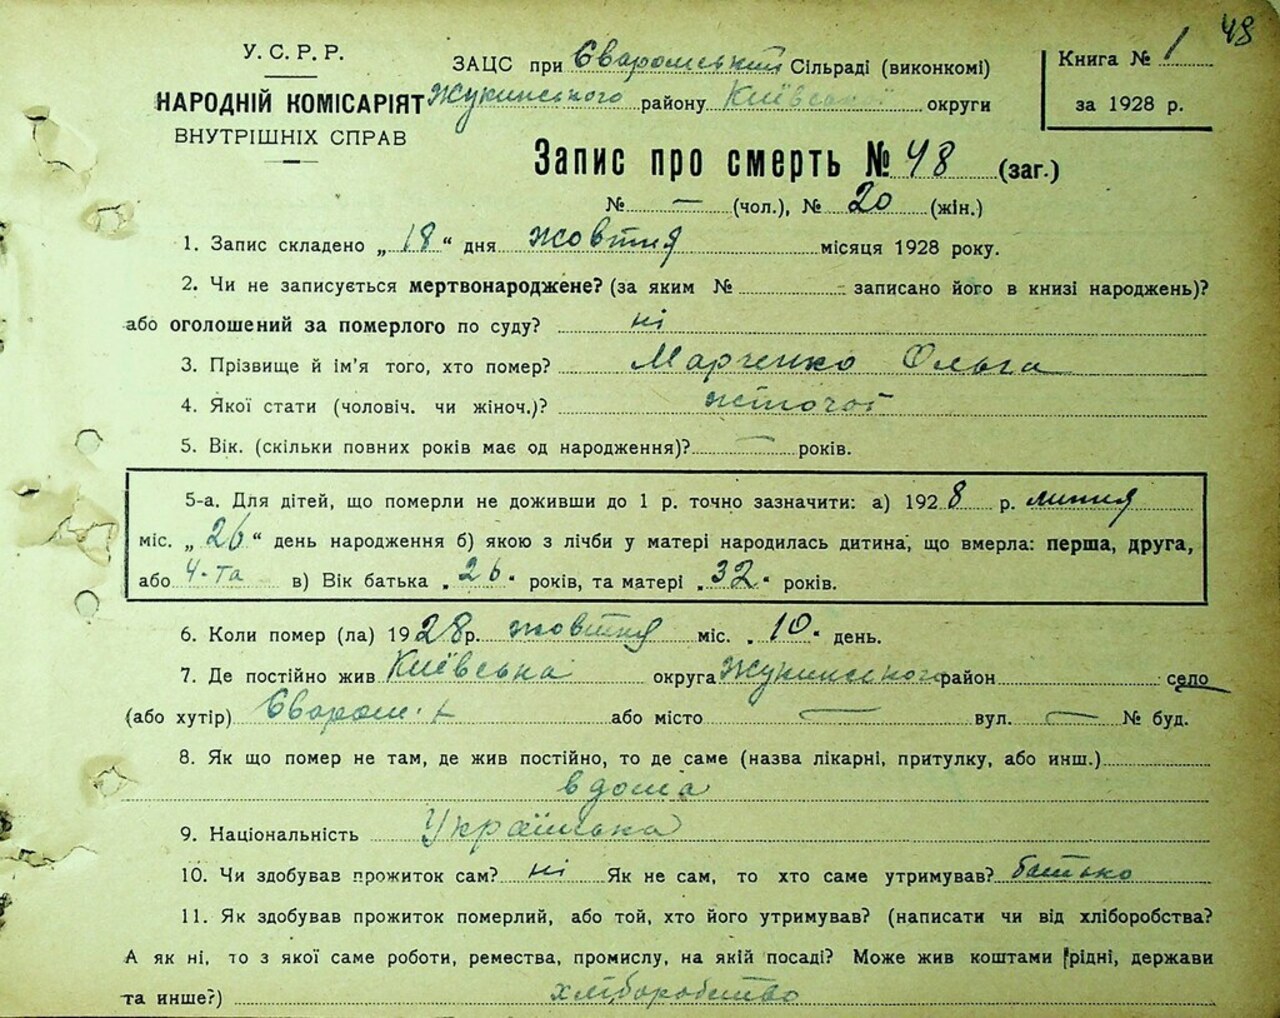 48
У. С. Р. Р.
НАРОДНІЙ КОМІСАРІЯТ
ВНУТРІШНІХ СПРАВ
ЗАЦС при Єваромський Сільраді (виконкомі)
Жукинського району Київської округи
Книга № 1
за 1928 р.
Запис про смерть № 48 (заг.)
№ — (чол.), № 20 (жін.)
1. Запис складено „ 18 “ дня жовтня місяця 1928 року.
2. Чи не записується мертвонароджене? (за яким № записано його в книзі народжень)?
або оголошений за померлого по суду? ні
3. Прізвище й ім'я того, хто помер? Марченко Ольга
4. Якої стати (чоловіч. чи жіноч.)? жіночої
5. Вік. (скільки повних років має од народження)? — років.
5-а. Для дітей, що померли не доживши до 1 р. точно зазначити: а) 1928 р. липня
міс. „ 26 “ день народження б) якою з лічби у матері народилась дитина, що вмерла: перша, друга,
або 4-та в) Вік батька „ 26 “ років, та матері „ 32 “ років.
6. Коли помер (ла) 1928 р. жовтня міс. „ 10 “ день.
7. Де постійно жив Київська округа Жукинського район село
(або хутір) або місто — вул. — № буд.
8. Як що помер не там, де жив постійно, то де саме (назва лікарні, притулку, або инш.)
вдома
9. Національність Українька
10. Чи здобував прожиток сам? ні Як не сам, то хто саме утримував? батько
11. Як здобував прожиток померлий, або той, хто його утримував? (написати чи від хліборобства?
А як ні, то з якої саме роботи, ремества, промислу, на якій посаді? Може жив коштами рідні, держави
та инше?) хліборобство